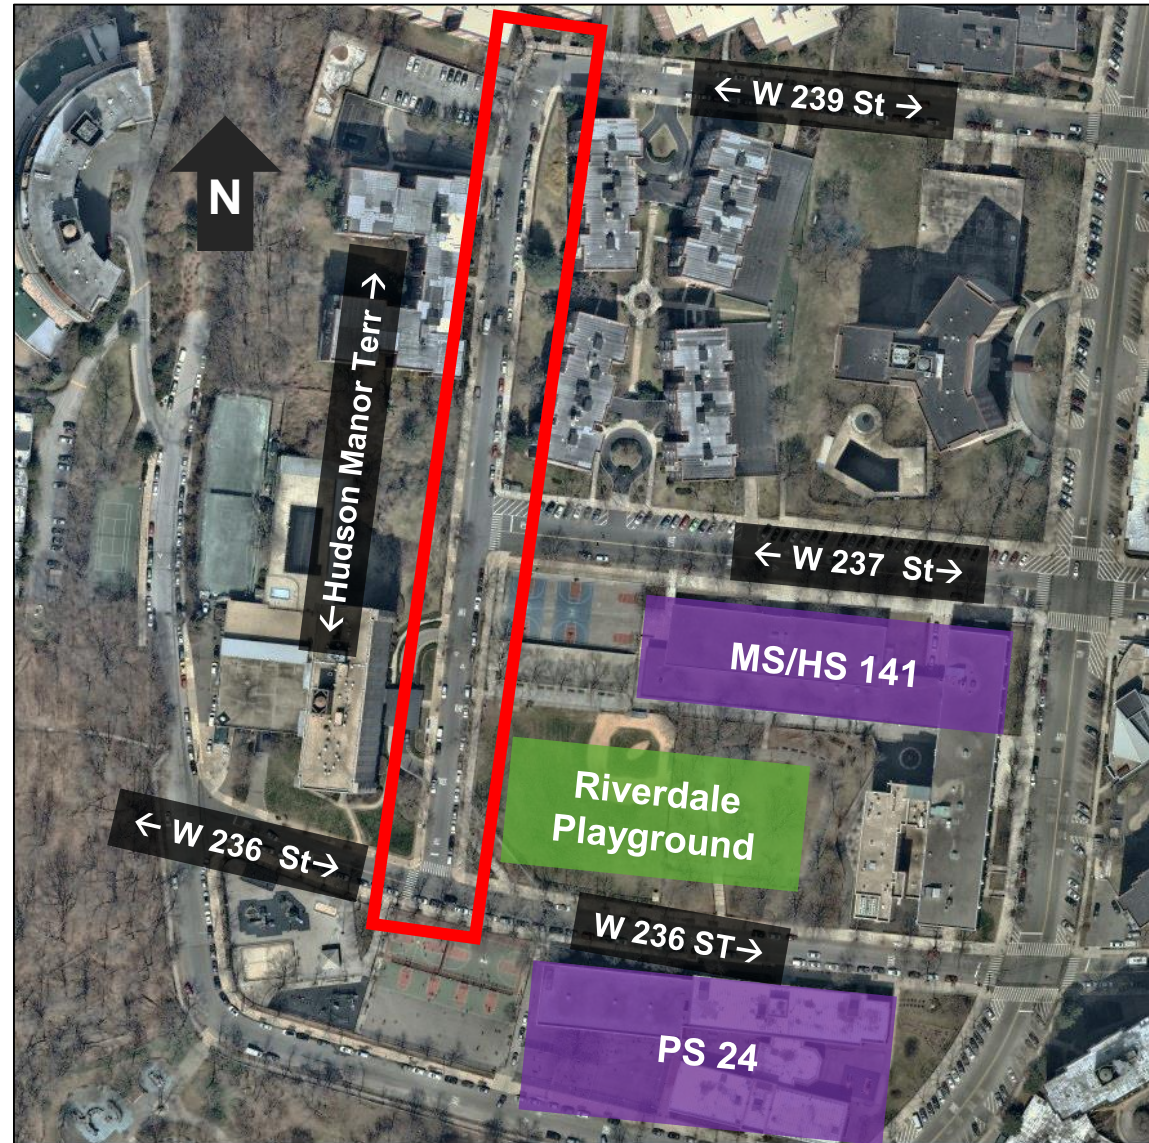 ← W 239 St →
N
←Hudson Manor Terr →
← W 237  St→
MS/HS 141
Riverdale
Playground
← W 236  St→
W 236 ST→
PS 24